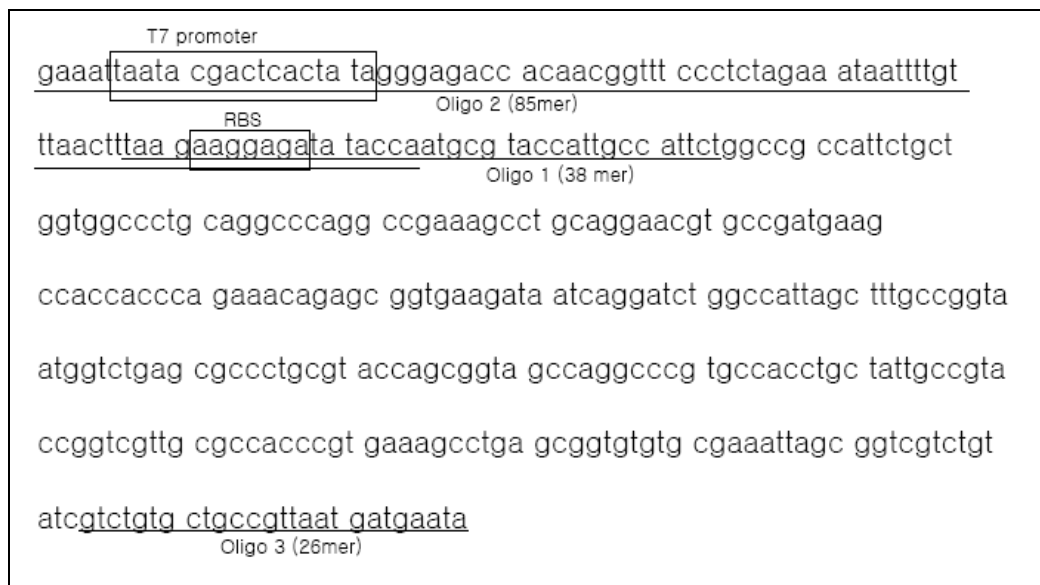 T7 promoter
gaaattaata cgactcacta tagggagacc acaacggttt ccctctagaa ataattttgt
Oligo 2 (85mer)
RBS
ttaactttaa gaaggagata taccaatgcg taccattgcc attctggccg ccattctgct
Oligo 1 (38 mer)
ggtggccctg caggcccagg ccgaaagcct gcaggaacgt gccgatgaag
ccaccaccca gaaacagagc ggtgaagata atcaggatct ggccattagc tttgccggta
atggtctgag cgccctgcgt accagcggta gccaggcccg tgccacctgc tattgccgta
ccggtcgttg cgccacccgt gaaagcctga gcggtgtgtg cgaaattagc ggtcgtctgt
atcgtctgtg ctgccgttaat gatgaata
Oligo 3 (26mer)